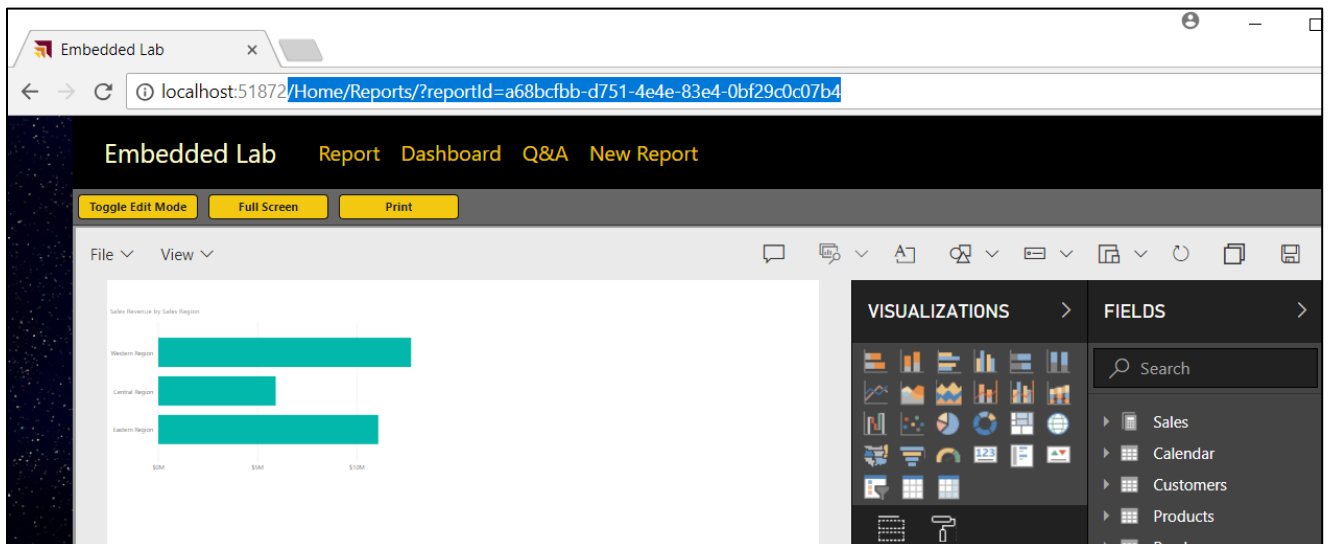 Embedded Lab
localhost:51872/Home/Reports/?reportId=a68bcfbb-d751-4e4e-83e4-0bf29c0c07b4
Embedded Lab Report Dashboard Q&A New Report
Toggle Edit Mode Full Screen Print
File View
VISUALIZATIONS FIELDS
Search
Sales
Calendar
Customers
Products
Sales Revenue by Sales Region
Western Region
Central Region
Eastern Region
$0M $5M $10M
123